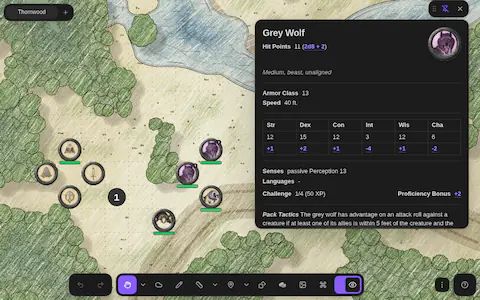 Thornwood +
Grey Wolf
Hit Points 11 (2d8 + 2)
Medium, beast, unaligned
Armor Class 13
Speed 40 ft.
Str Dex Con Int Wis Cha
12 15 12 3 12 6
+1 +2 +1 -4 +1 -2
Senses passive Perception 13
Languages -
Challenge 1/4 (50 XP) Proficiency Bonus +2
Pack Tactics The grey wolf has advantage on an attack roll against a
creature if at least one of its allies is within 5 feet of the creature and the
1